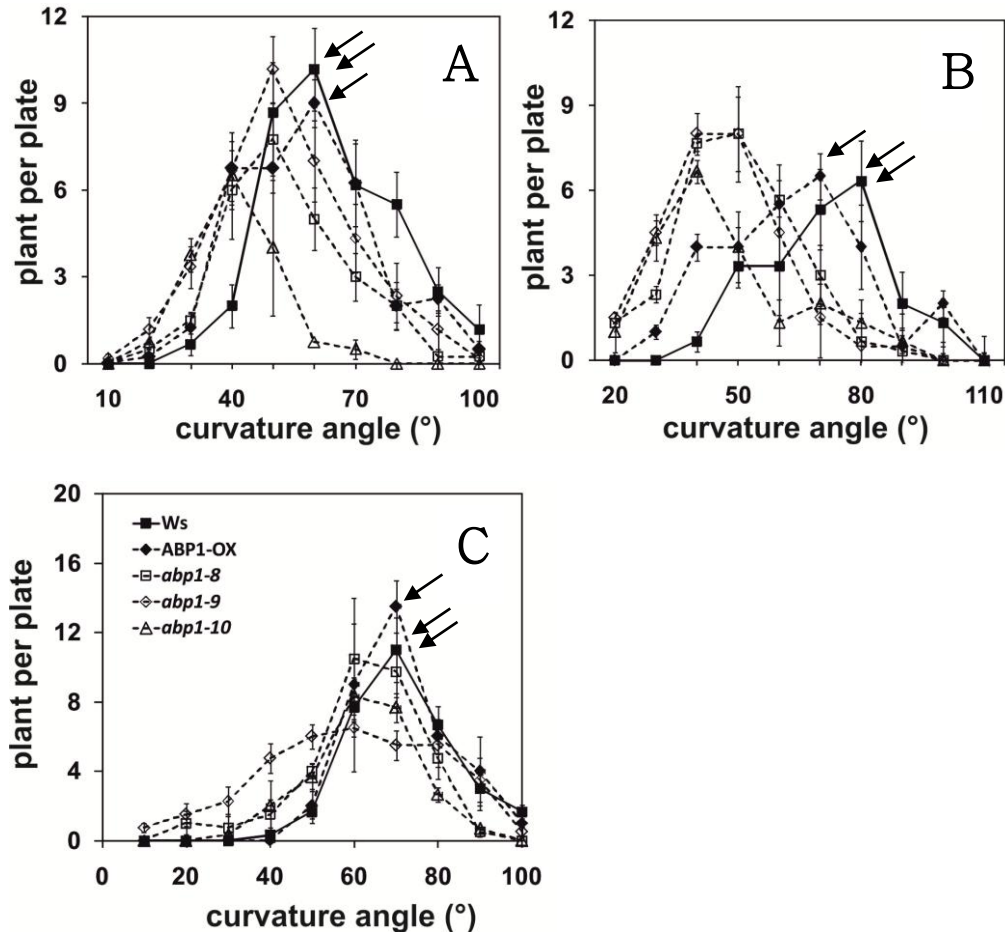 A
plant per plate
12
9
6
3
0
10 40 70 100
curvature angle (°)
B
plant per plate
12
9
6
3
0
20 50 80 110
curvature angle (°)
C
plant per plate
20
16
12
8
4
0
0 20 40 60 80 100
curvature angle (°)
Ws
ABP1-OX
abp1-8
abp1-9
abp1-10